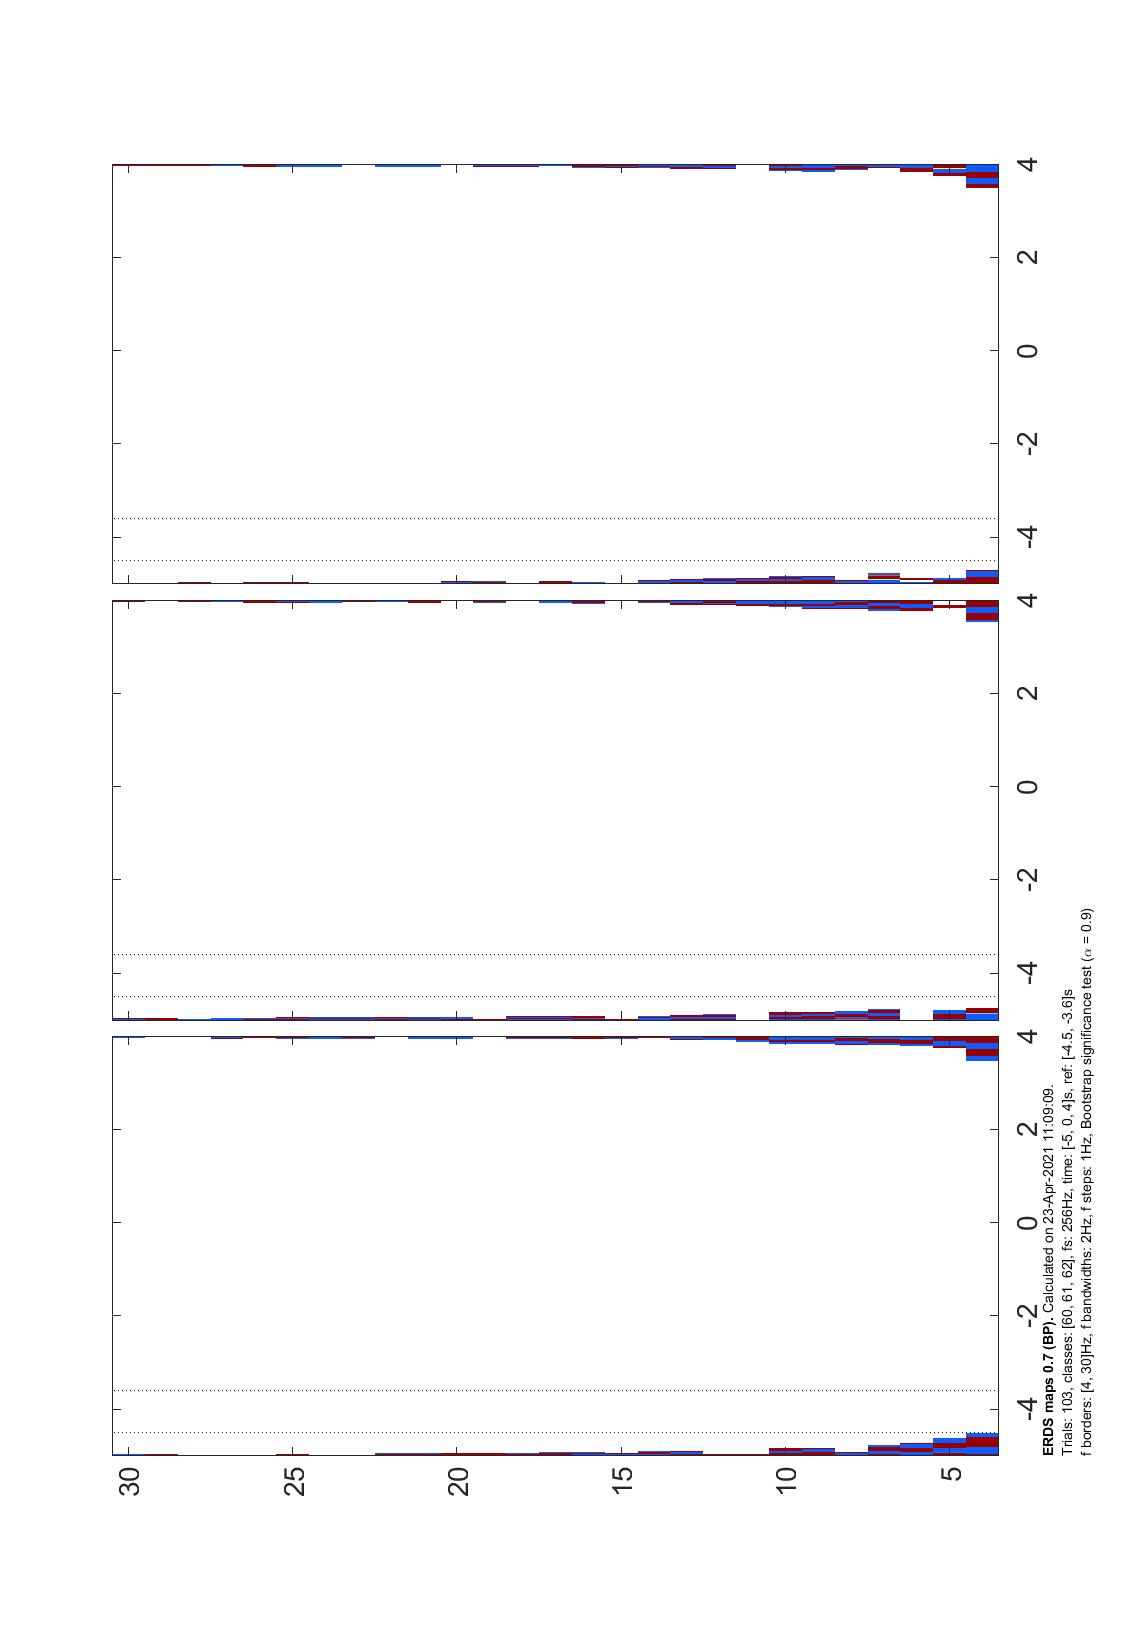 30
25
20
15
10
5
-4 -2 0 2 4 -4 -2 0 2 4 -4 -2 0 2 4
ERDS maps 0.7 (BP). Calculated on 23-Apr-2021 11:09:09.
Trials: 103, classes: [60, 61, 62], fs: 256Hz, time: [-5, 0, 4]s, ref: [-4.5, -3.6]s
f borders: [4, 30]Hz, f bandwidths: 2Hz, f steps: 1Hz, Bootstrap significance test (α = 0.9)